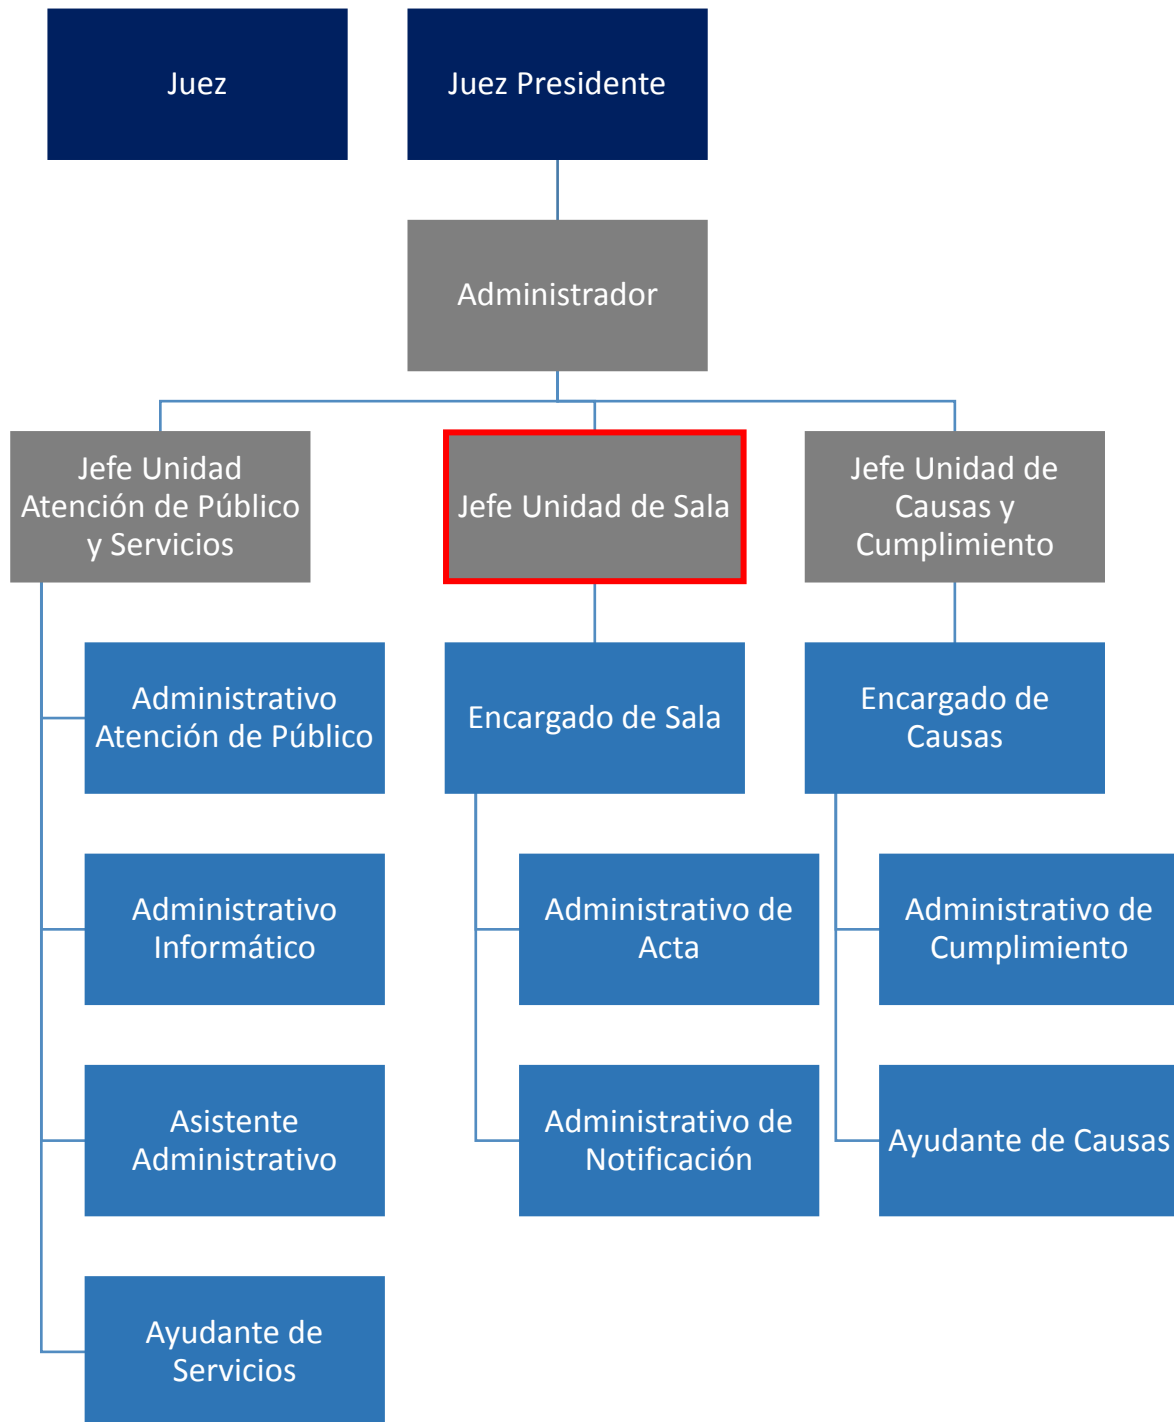 Juez
Juez Presidente
Administrador
Jefe Unidad
Atención de Público
y Servicios
Jefe Unidad de Sala
Jefe Unidad de
Causas y
Cumplimiento
Administrativo
Atención de Público
Encargado de Sala
Encargado de
Causas
Administrativo
Informático
Administrativo de
Acta
Administrativo de
Cumplimiento
Asistente
Administrativo
Administrativo de
Notificación
Ayudante de Causas
Ayudante de
Servicios